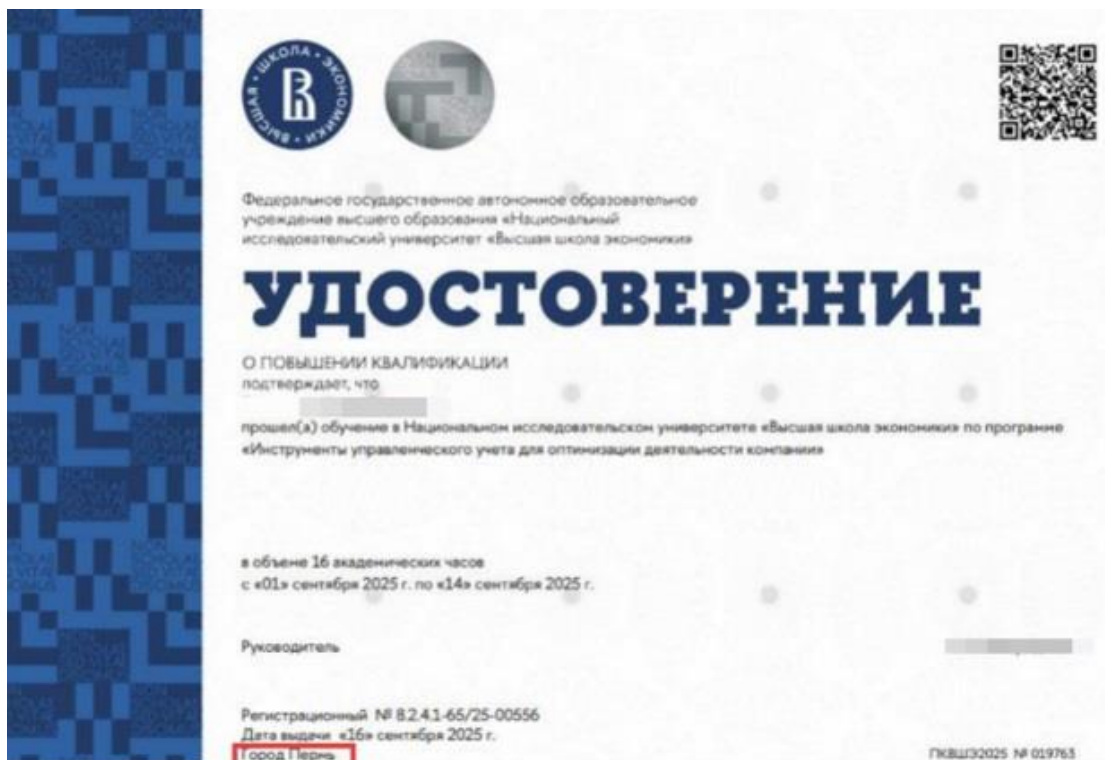 ВЫСШАЯ • ШКОЛА • ЭКОНОМИКИ •
Федеральное государственное автономное образовательное
учреждение высшего образования «Национальный
исследовательский университет «Высшая школа экономики»
УДОСТОВЕРЕНИЕ
О ПОВЫШЕНИИ КВАЛИФИКАЦИИ
подтверждает, что
прошел(а) обучение в Национальном исследовательском университете «Высшая школа экономики» по программе
«Инструменты управленческого учета для оптимизации деятельности компании»
в объеме 16 академических часов
с «01» сентября 2025 г. по «14» сентября 2025 г.
Руководитель
Регистрационный № 8.2.4.1-65/25-00556
Дата выдачи «16» сентября 2025 г.
Город Пермь
ПКВШЭ2025 № 019763